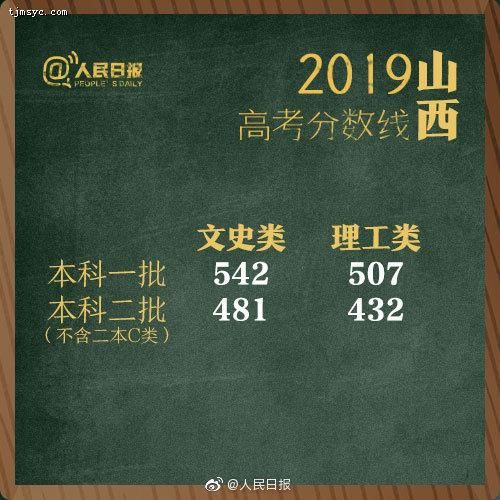 tjmsyc.com
@人民日报
PEOPLE'S DAILY
2019山西
高考分数线
文史类 理工类
本科一批 542 507
本科二批 481 432
（不含二本C类）
@人民日报